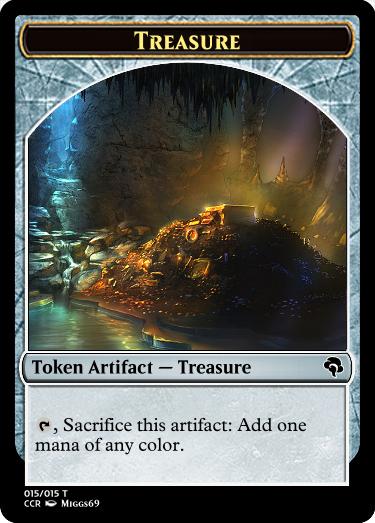 Treasure
Token Artifact — Treasure
, Sacrifice this artifact: Add one
mana of any color.
015/015 T
CCR Miggs69